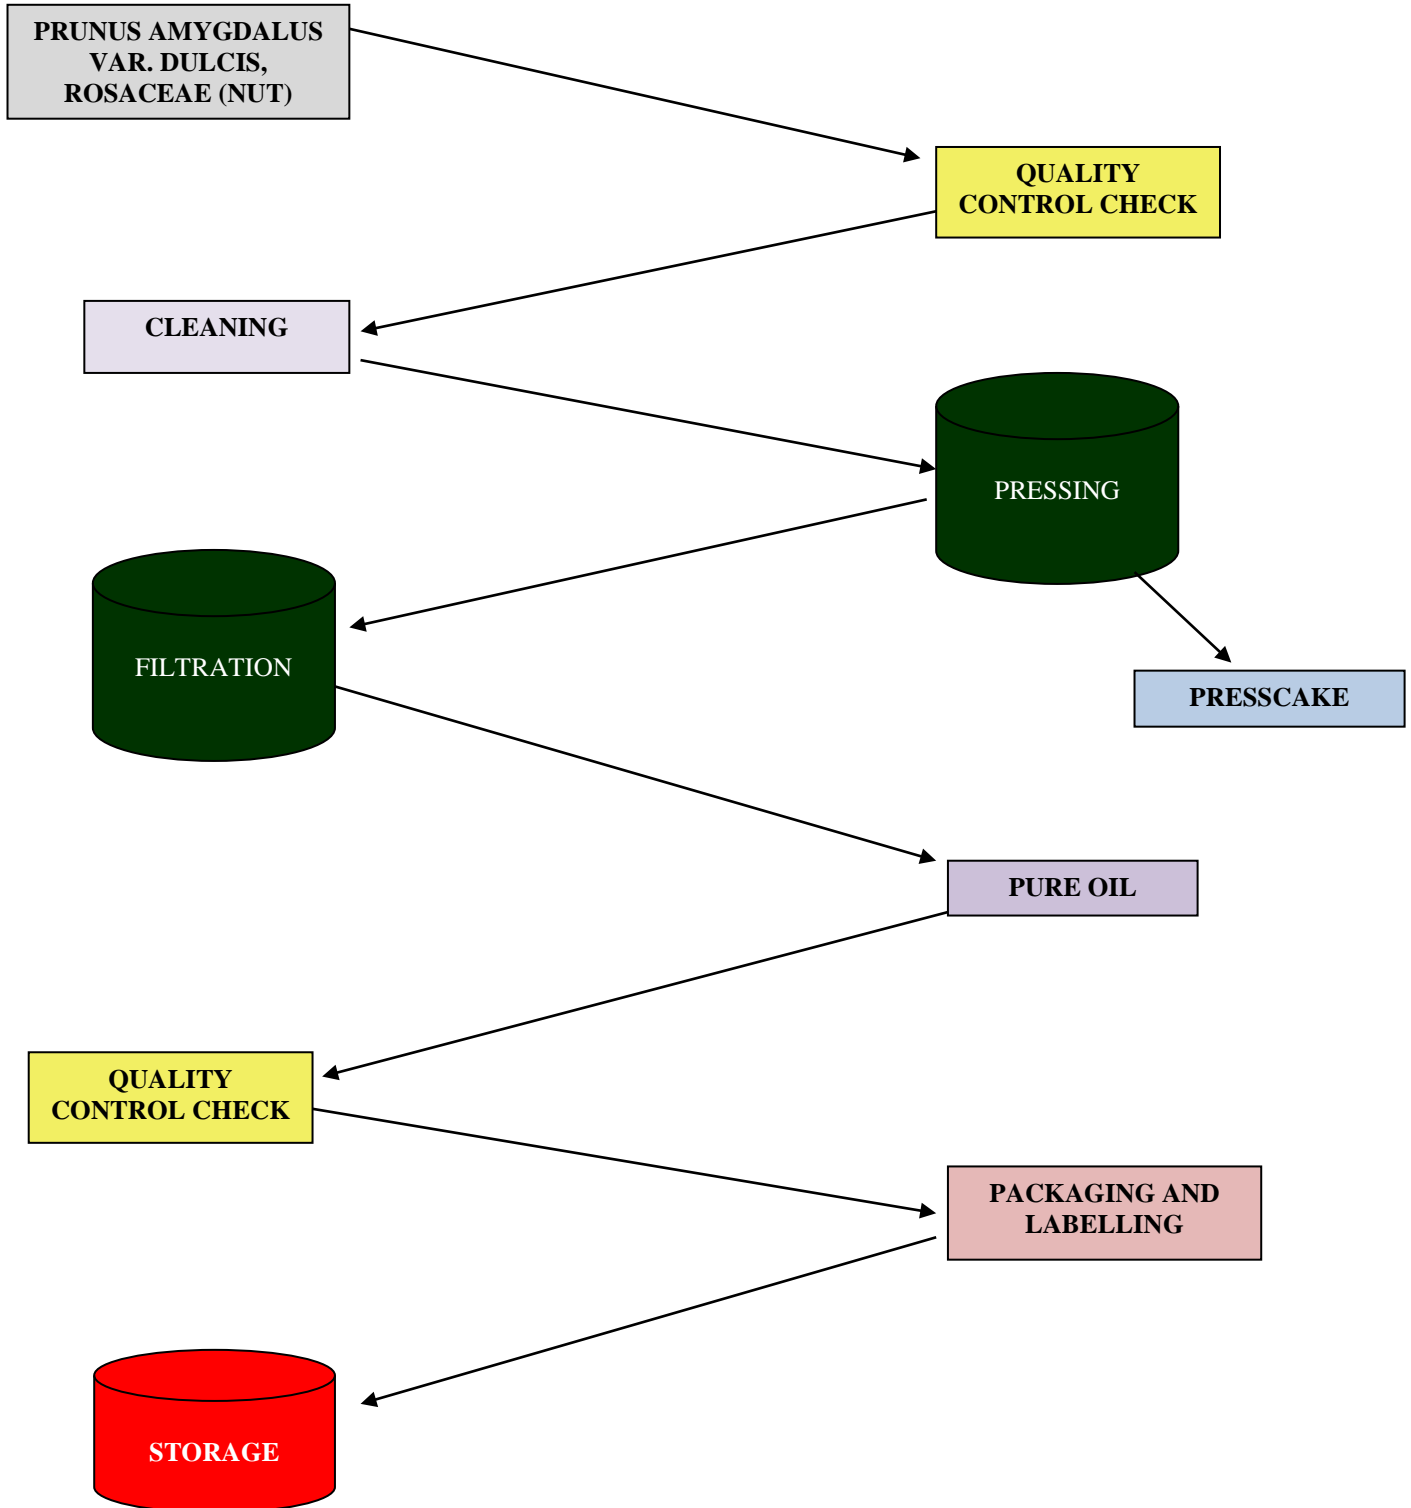 PRUNUS AMYGDALUS
VAR. DULCIS,
ROSACEAE (NUT)
QUALITY
CONTROL CHECK
CLEANING
PRESSING
FILTRATION
PRESSCAKE
PURE OIL
QUALITY
CONTROL CHECK
PACKAGING AND
LABELLING
STORAGE